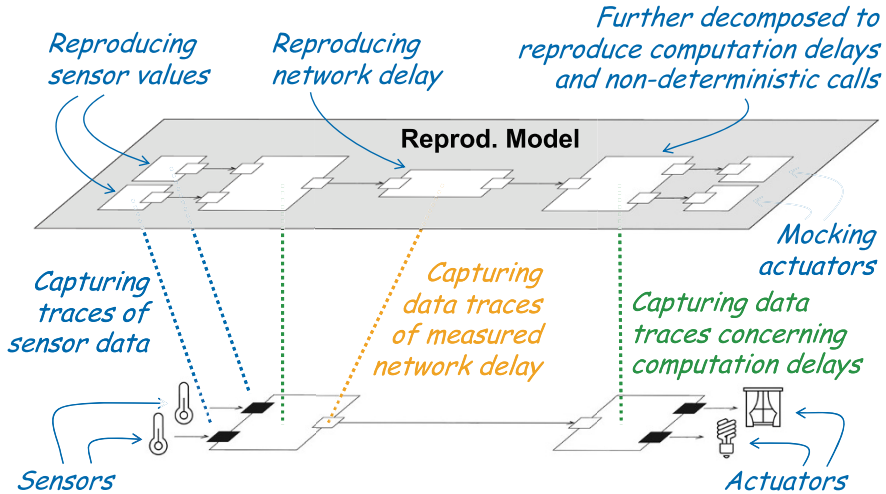 Reproducing
sensor values
Reproducing
network delay
Further decomposed to
reproduce computation delays
and non-deterministic calls
Reprod. Model
Mocking
actuators
Capturing
traces of
sensor data
Capturing
data traces
of measured
network delay
Capturing data
traces concerning
computation delays
Sensors
Actuators